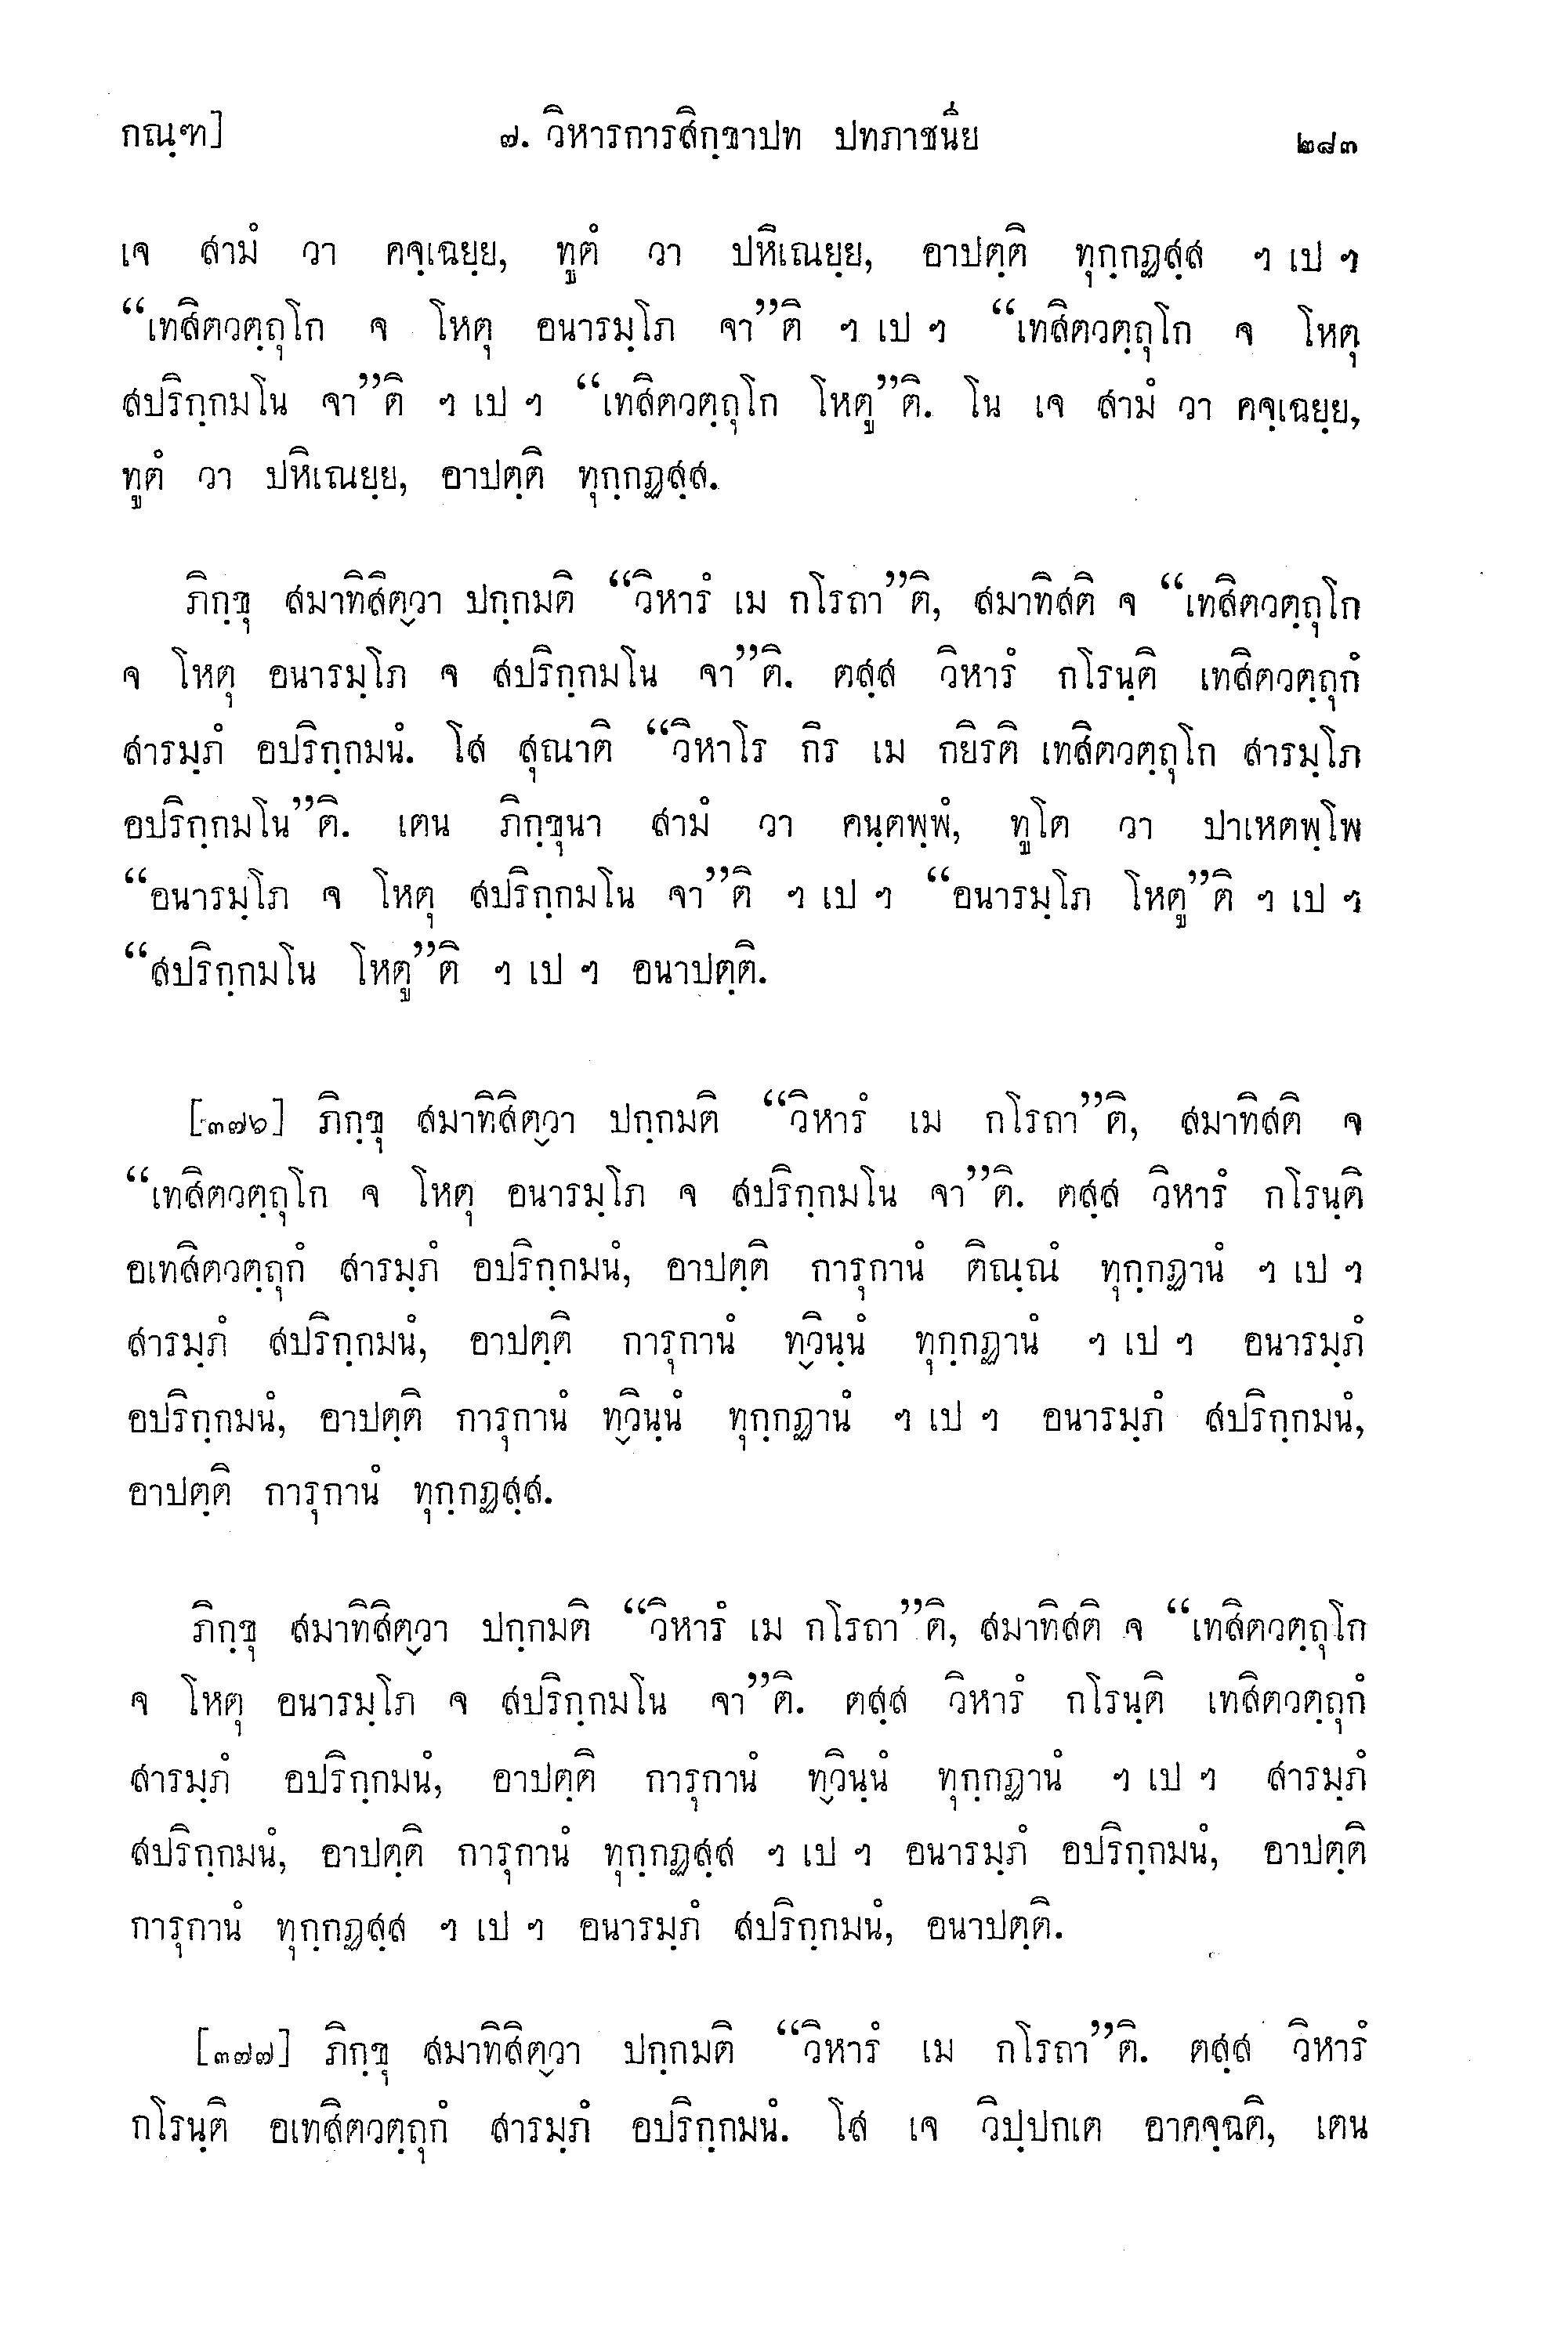 กณฺฑ] ๗. วิหารการสิกฺขาปท ปทภาชนีย ๒๘๓
เจ สามํ วา คจฺเฉยฺย, ทูตํ วา ปหิเณยฺย, อาปตฺติ ทุกฺกฏสฺส ฯ เป ฯ
“เทสิตวตฺถุโก จ โหตุ อนารมฺโภ จา”ติ ฯ เป ฯ “เทสิตวตฺถุโก จ โหตุ
สปริกฺกมโน จา”ติ ฯ เป ฯ “เทสิตวตฺถุโก โหตู”ติ. โน เจ สามํ วา คจฺเฉยฺย,
ทูตํ วา ปหิเณยฺย, อาปตฺติ ทุกฺกฏสฺส.
ภิกฺขุ สมาทิสิตฺวา ปกฺกมติ “วิหารํ เม กโรถา”ติ, สมาทิสติ จ “เทสิตวตฺถุโก
จ โหตุ อนารมฺโภ จ สปริกฺกมโน จา”ติ. ตสฺส วิหารํ กโรนฺติ เทสิตวตฺถุกํ
สารมฺภํ อปริกฺกมนํ. โส สุณาติ “วิหาโร กิร เม กยิรติ เทสิตวตฺถุโก สารมฺโภ
อปริกฺกมโน”ติ. เตน ภิกฺขุนา สามํ วา คนฺตพฺพํ, ทูโต วา ปาเหตพฺโพ
“อนารมฺโภ จ โหตุ สปริกฺกมโน จา”ติ ฯ เป ฯ “อนารมฺโภ โหตู”ติ ฯ เป ฯ
“สปริกฺกมโน โหตู”ติ ฯ เป ฯ อนาปตฺติ.
[๓๗๖] ภิกฺขุ สมาทิสิตฺวา ปกฺกมติ “วิหารํ เม กโรถา”ติ, สมาทิสติ จ
“เทสิตวตฺถุโก จ โหตุ อนารมฺโภ จ สปริกฺกมโน จา”ติ. ตสฺส วิหารํ กโรนฺติ
อเทสิตวตฺถุกํ สารมฺภํ อปริกฺกมนํ, อาปตฺติ การุกานํ ติณฺณํ ทุกฺกฏานํ ฯ เป ฯ
สารมฺภํ สปริกฺกมนํ, อาปตฺติ การุกานํ ทฺวินฺนํ ทุกฺกฏานํ ฯ เป ฯ อนารมฺภํ
อปริกฺกมนํ, อาปตฺติ การุกานํ ทฺวินฺนํ ทุกฺกฏานํ ฯ เป ฯ อนารมฺภํ สปริกฺกมนํ,
อาปตฺติ การุกานํ ทุกฺกฏสฺส.
ภิกฺขุ สมาทิสิตฺวา ปกฺกมติ “วิหารํ เม กโรถา”ติ, สมาทิสติ จ “เทสิตวตฺถุโก
จ โหตุ อนารมฺโภ จ สปริกฺกมโน จา”ติ. ตสฺส วิหารํ กโรนฺติ เทสิตวตฺถุกํ
สารมฺภํ อปริกฺกมนํ, อาปตฺติ การุกานํ ทฺวินฺนํ ทุกฺกฏานํ ฯ เป ฯ สารมฺภํ
สปริกฺกมนํ, อาปตฺติ การุกานํ ทุกฺกฏสฺส ฯ เป ฯ อนารมฺภํ อปริกฺกมนํ, อาปตฺติ
การุกานํ ทุกฺกฏสฺส ฯ เป ฯ อนารมฺภํ สปริกฺกมนํ, อนาปตฺติ.
[๓๗๗] ภิกฺขุ สมาทิสิตฺวา ปกฺกมติ “วิหารํ เม กโรถา”ติ. ตสฺส วิหารํ
กโรนฺติ อเทสิตวตฺถุกํ สารมฺภํ อปริกฺกมนํ. โส เจ วิปฺปกเต อาคจฺฉติ, เตน